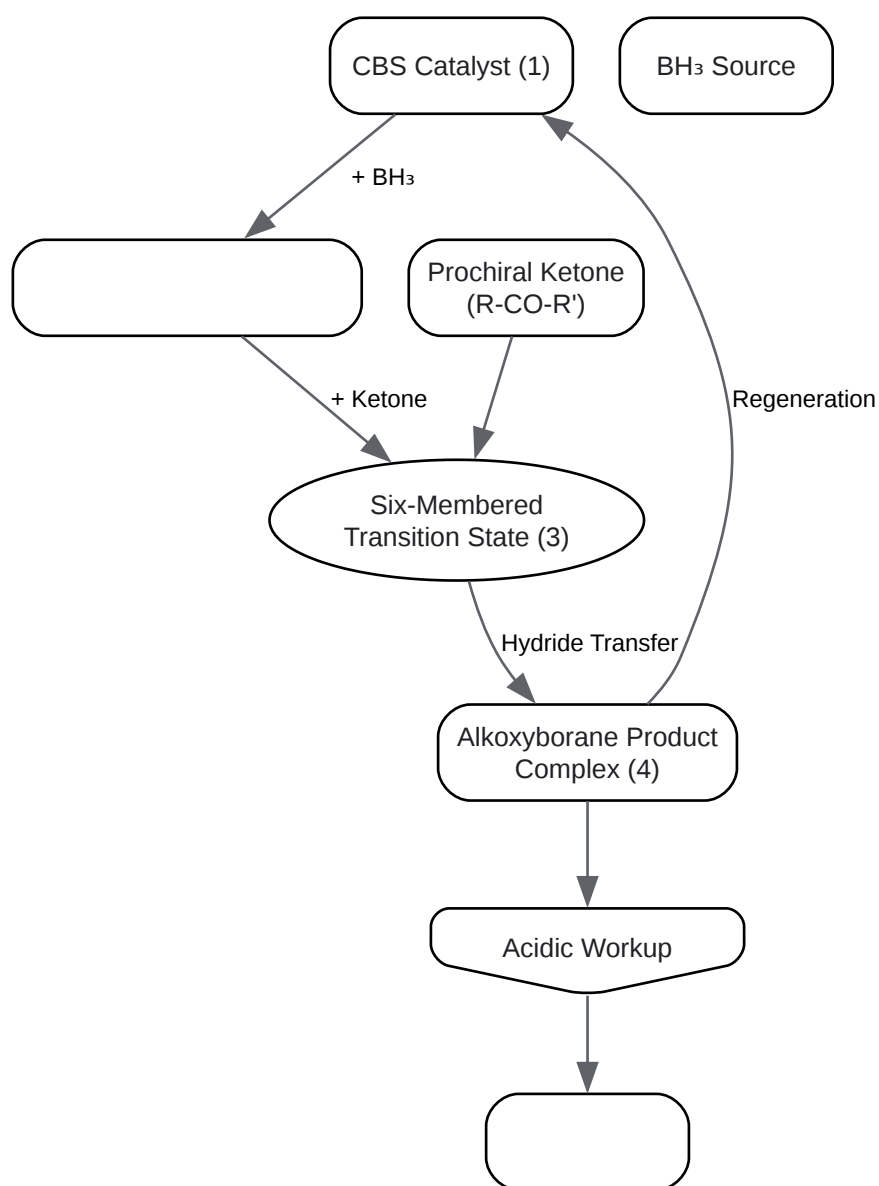 CBS Catalyst (1)
BH₃ Source
+ BH₃
Prochiral Ketone
(R-CO-R')
+ Ketone
Regeneration
Six-Membered
Transition State (3)
Hydride Transfer
Alkoxyborane Product
Complex (4)
Acidic Workup